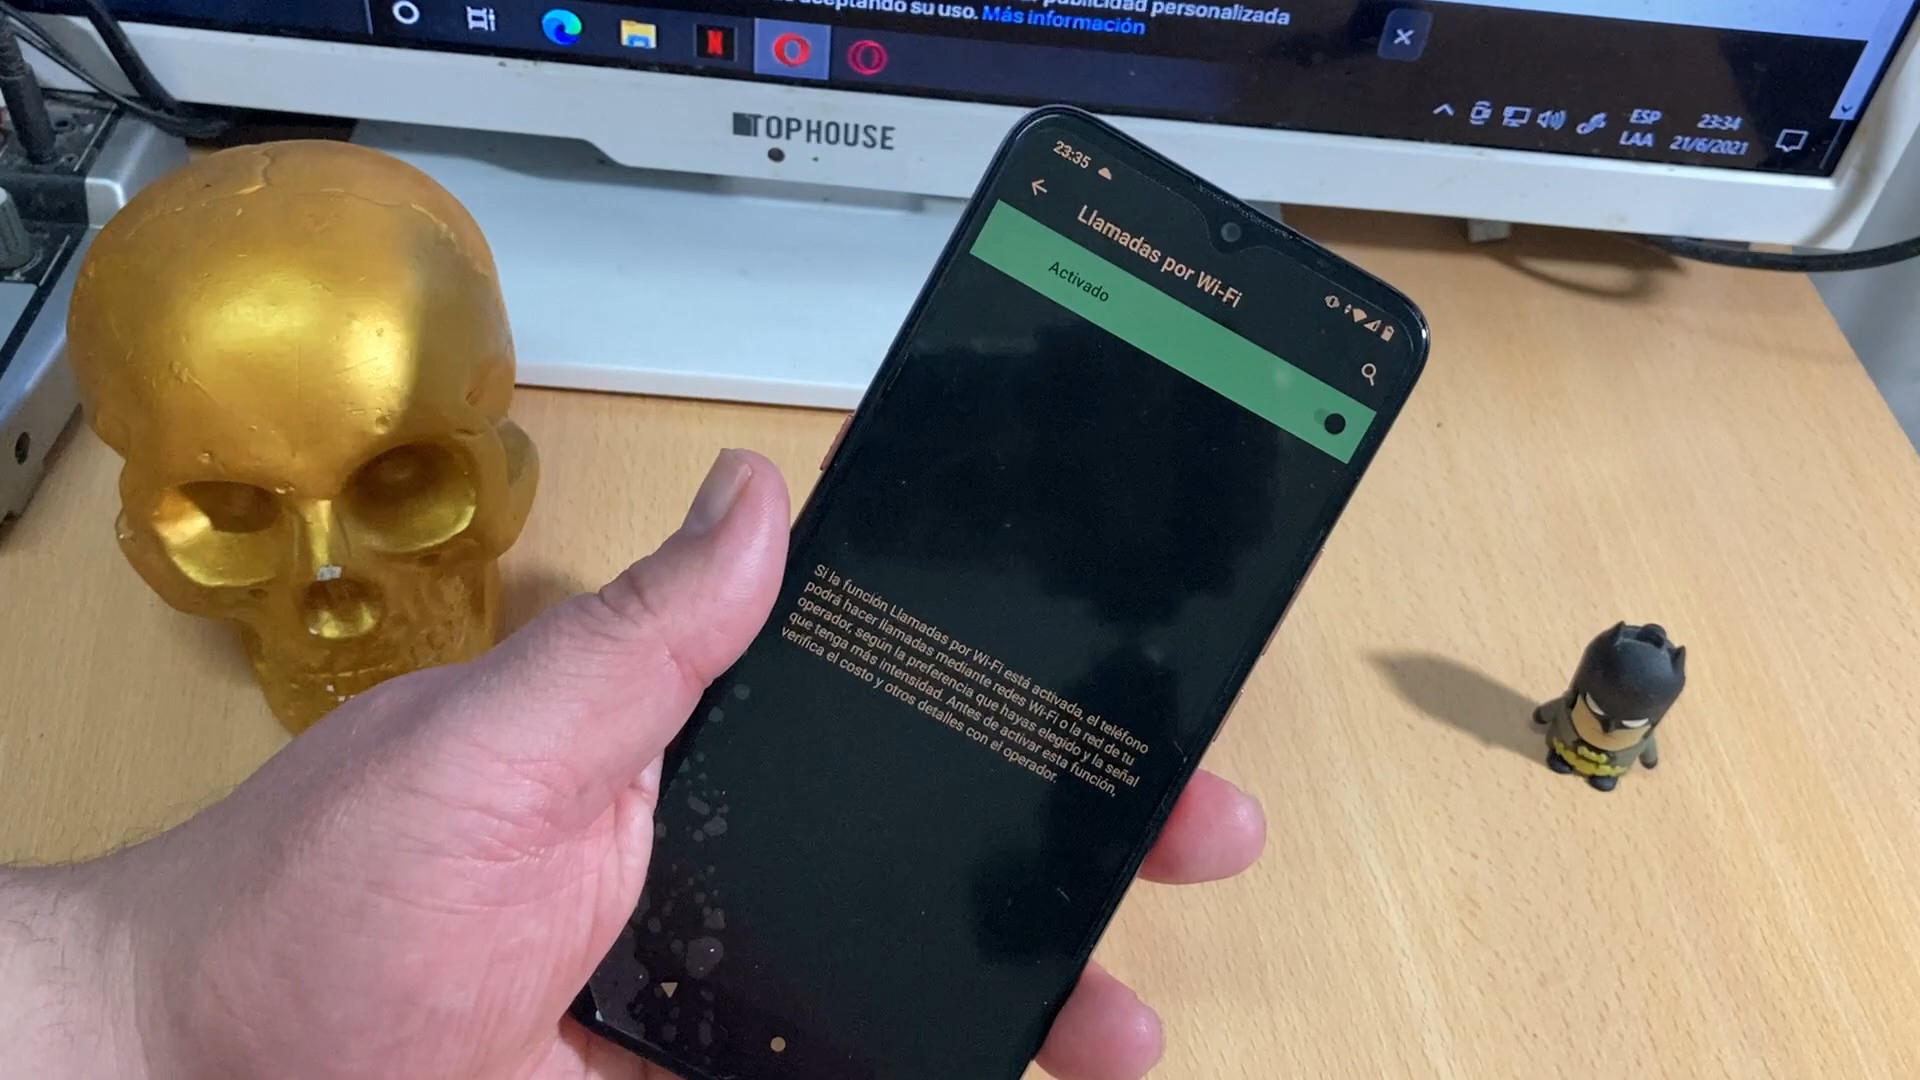 publicidad personalizada
aceptando su uso. Más información
ESP
LAA
23:34
21/6/2021
TOPHOUSE
23:35
Llamadas por Wi-Fi
Activado
Si la función Llamadas por Wi-Fi está activada, el teléfono
podrá hacer llamadas mediante redes Wi-Fi o la red de tu
operador, según la preferencia que hayas elegido y la señal
que tenga más intensidad. Antes de activar esta función,
verifica el costo y otros detalles con el operador.